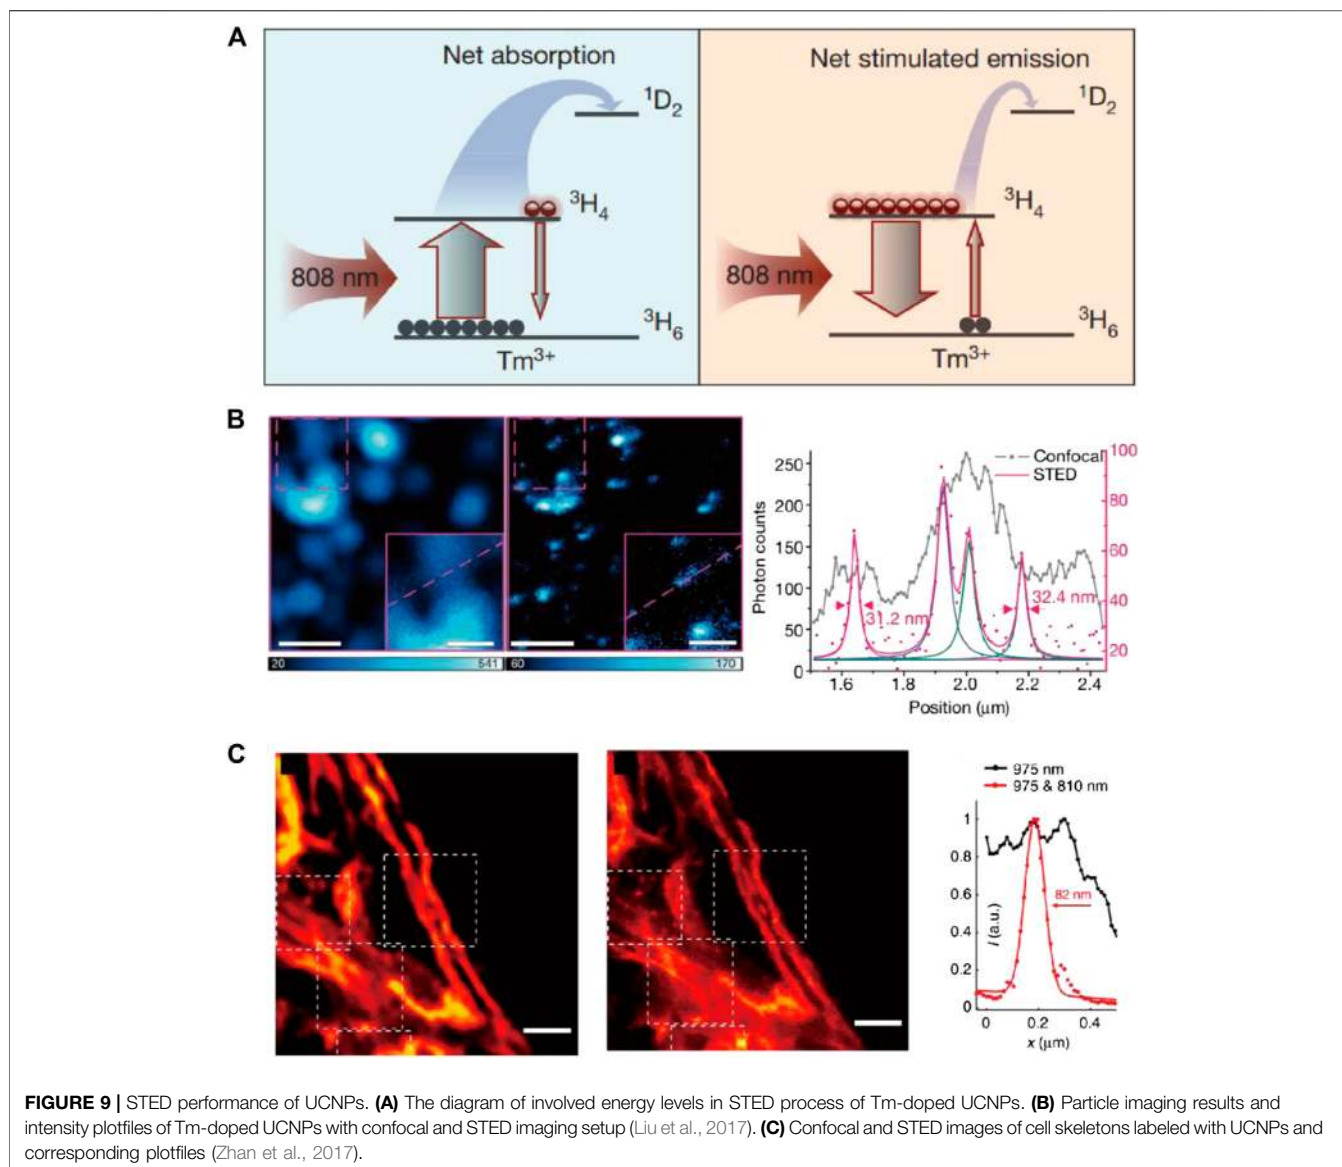 A
Net absorption
¹D₂
³H₄
808 nm
³H₆
Tm³⁺
Net stimulated emission
¹D₂
³H₄
808 nm
³H₆
Tm³⁺
B
20 541
60 170
Confocal
STED
Photon counts
250
200
150
100
50
0
100
80
60
40
20
31.2 nm
32.4 nm
1.6 1.8 2.0 2.2 2.4
Position (μm)
C
975 nm
975 & 810 nm
I (a.u.)
1
0.8
0.6
0.4
0.2
0
82 nm
0 0.2 0.4
x (μm)
FIGURE 9 | STED performance of UCNPs. (A) The diagram of involved energy levels in STED process of Tm-doped UCNPs. (B) Particle imaging results and
intensity plotfiles of Tm-doped UCNPs with confocal and STED imaging setup (Liu et al., 2017). (C) Confocal and STED images of cell skeletons labeled with UCNPs and
corresponding plotfiles (Zhan et al., 2017).